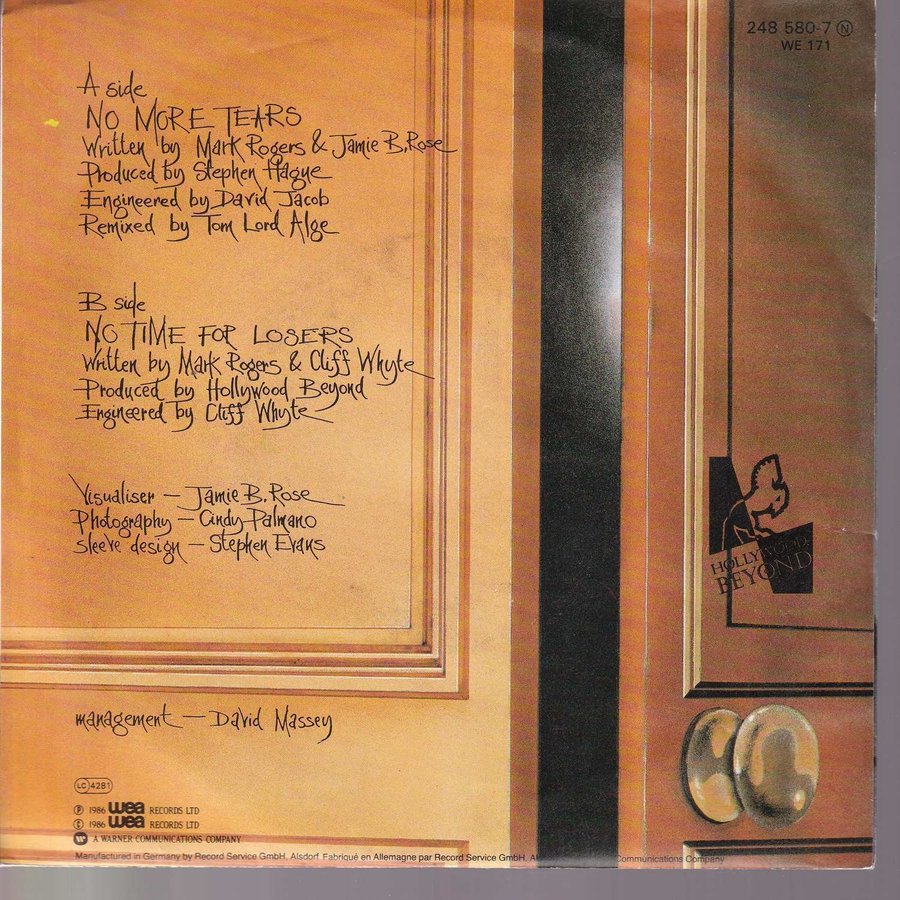 248 580-7 Ⓝ
WE 171
A side
NO MORE TEARS
Written by Mark Rogers & Jamie B. Rose
Produced by Stephen Hague
Engineered by David Jacob
Remixed by Tom Lord Alge
B side
NO TIME FOR LOSERS
Written by Mark Rogers & Cliff Whyte
Produced by Hollywood Beyond
Engineered by Cliff Whyte
Visualiser – Jamie B. Rose
Photography – Cindy Palmano
Sleeve design – Stephen Evans
HOLLYWOOD
BEYOND
management – David Massey
LC 4281
℗ 1986 wea RECORDS LTD
© 1986 wea RECORDS LTD
A WARNER COMMUNICATIONS COMPANY
Manufactured in Germany by Record Service GmbH. Alsdorf. Fabriqué en Allemagne par Record Service GmbH. Communications Company